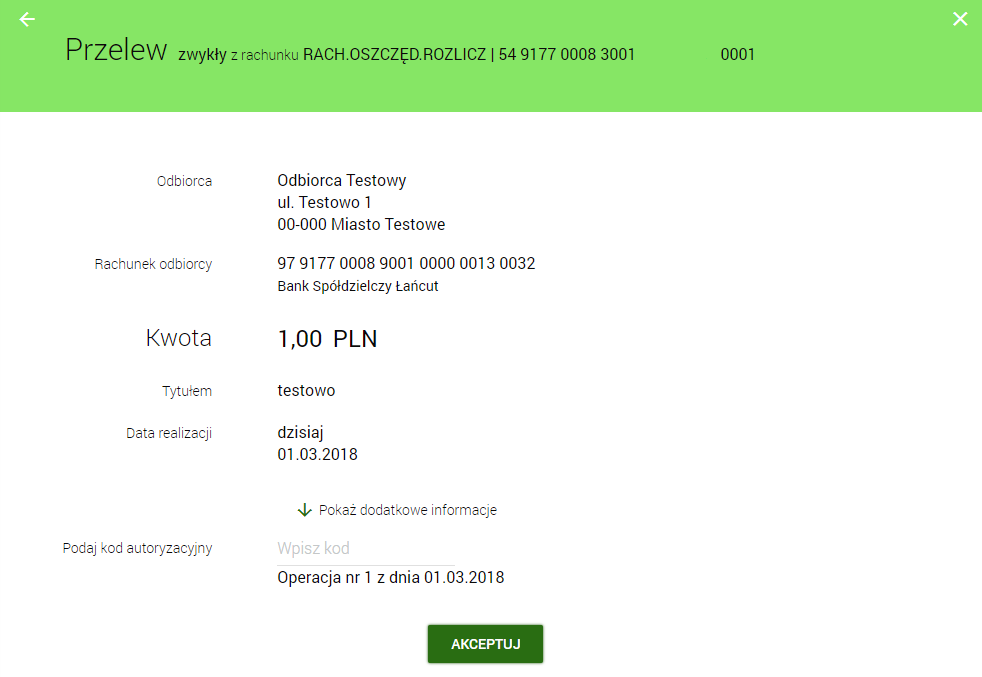 Przelew zwykły z rachunku RACH.OSZCZĘD.ROZLICZ | 54 9177 0008 3001 0001
Odbiorca Odbiorca Testowy
ul. Testowo 1
00-000 Miasto Testowe
Rachunek odbiorcy 97 9177 0008 9001 0000 0013 0032
Bank Spółdzielczy Łańcut
Kwota 1,00 PLN
Tytułem testowo
Data realizacji dzisiaj
01.03.2018
Pokaż dodatkowe informacje
Podaj kod autoryzacyjny Wpisz kod
Operacja nr 1 z dnia 01.03.2018
AKCEPTUJ